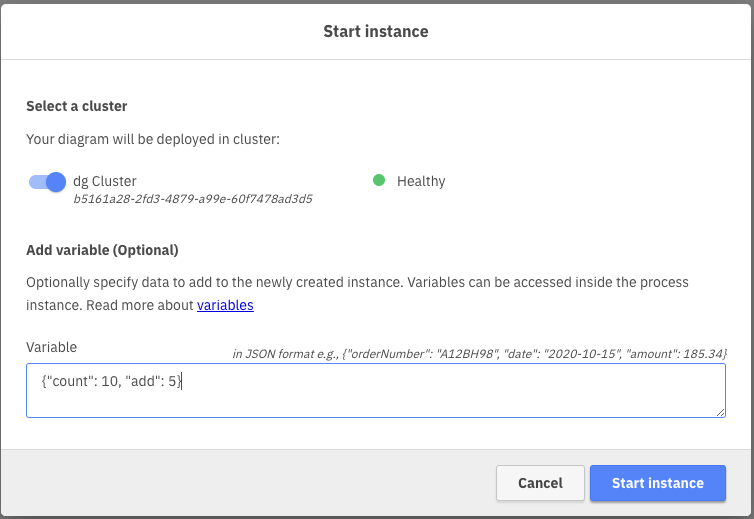 Start instance
Select a cluster
Your diagram will be deployed in cluster:
dg Cluster
Healthy
b5161a28-2fd3-4879-a99e-60f7478ad3d5
Add variable (Optional)
Optionally specify data to add to the newly created instance. Variables can be accessed inside the process
instance. Read more about variables
Variable
in JSON format e.g., {"orderNumber": "A12BH98", "date": "2020-10-15", "amount": 185.34}
{"count": 10, "add": 5}
Cancel
Start instance